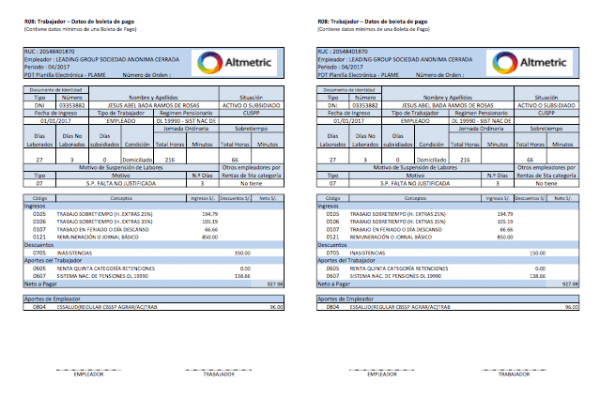 R08: Trabajador – Datos de boleta de pago
(Contiene datos mínimos de una Boleta de Pago)
RUC : 20548401870
Empleador : LEADING GROUP SOCIEDAD ANONIMA CERRADA
Periodo : 04/2017
PDT Planilla Electrónica - PLAME Número de Orden :
Altmetric
Documento de Identidad
Tipo Número Nombre y Apellidos Situación
DNI 03353882 JESUS ABEL BADA RAMOS DE ROSAS ACTIVO O SUBSIDIADO
Fecha de Ingreso Tipo de Trabajador Regimen Pensionario CUSPP
01/01/2017 EMPLEADO DL 19990 - SIST NAC DE
Días Laborados Días No Laborados Días subsidiados Condición Jornada Ordinaria Sobretiempo
Total Horas Minutos Total Horas Minutos
27 3 0 Domiciliado 216 66
Motivo de Suspensión de Labores Otros empleadores por
Tipo Motivo N.º Días Rentas de 5ta categoría
07 S.P. FALTA NO JUSTIFICADA 3 No tiene
Código Conceptos Ingresos S/. Descuentos S/. Neto S/.
Ingresos
0105 TRABAJO SOBRETIEMPO (H. EXTRAS 25%) 194.79
0106 TRABAJO SOBRETIEMPO (H. EXTRAS 35%) 105.19
0107 TRABAJO EN FERIADO O DÍA DESCANSO 66.66
0121 REMUNERACIÓN O JORNAL BÁSICO 850.00
Descuentos
0705 INASISTENCIAS 150.00
Aportes del Trabajador
0605 RENTA QUINTA CATEGORÍA RETENCIONES 0.00
0607 SISTEMA NAC. DE PENSIONES DL 19990 138.66
Neto a Pagar 927.98
Aportes de Empleador
0804 ESSALUD(REGULAR CBSSP AGRAR/AC)TRAB 96.00
EMPLEADOR TRABAJADOR
R08: Trabajador – Datos de boleta de pago
(Contiene datos mínimos de una Boleta de Pago)
RUC : 20548401870
Empleador : LEADING GROUP SOCIEDAD ANONIMA CERRADA
Periodo : 04/2017
PDT Planilla Electrónica - PLAME Número de Orden :
Altmetric
Documento de Identidad
Tipo Número Nombre y Apellidos Situación
DNI 03353882 JESUS ABEL BADA RAMOS DE ROSAS ACTIVO O SUBSIDIADO
Fecha de Ingreso Tipo de Trabajador Regimen Pensionario CUSPP
01/01/2017 EMPLEADO DL 19990 - SIST NAC DE
Días Laborados Días No Laborados Días subsidiados Condición Jornada Ordinaria Sobretiempo
Total Horas Minutos Total Horas Minutos
27 3 0 Domiciliado 216 66
Motivo de Suspensión de Labores Otros empleadores por
Tipo Motivo N.º Días Rentas de 5ta categoría
07 S.P. FALTA NO JUSTIFICADA 3 No tiene
Código Conceptos Ingresos S/. Descuentos S/. Neto S/.
Ingresos
0105 TRABAJO SOBRETIEMPO (H. EXTRAS 25%) 194.79
0106 TRABAJO SOBRETIEMPO (H. EXTRAS 35%) 105.19
0107 TRABAJO EN FERIADO O DÍA DESCANSO 66.66
0121 REMUNERACIÓN O JORNAL BÁSICO 850.00
Descuentos
0705 INASISTENCIAS 150.00
Aportes del Trabajador
0605 RENTA QUINTA CATEGORÍA RETENCIONES 0.00
0607 SISTEMA NAC. DE PENSIONES DL 19990 138.66
Neto a Pagar 927.98
Aportes de Empleador
0804 ESSALUD(REGULAR CBSSP AGRAR/AC)TRAB 96.00
EMPLEADOR TRABAJADOR